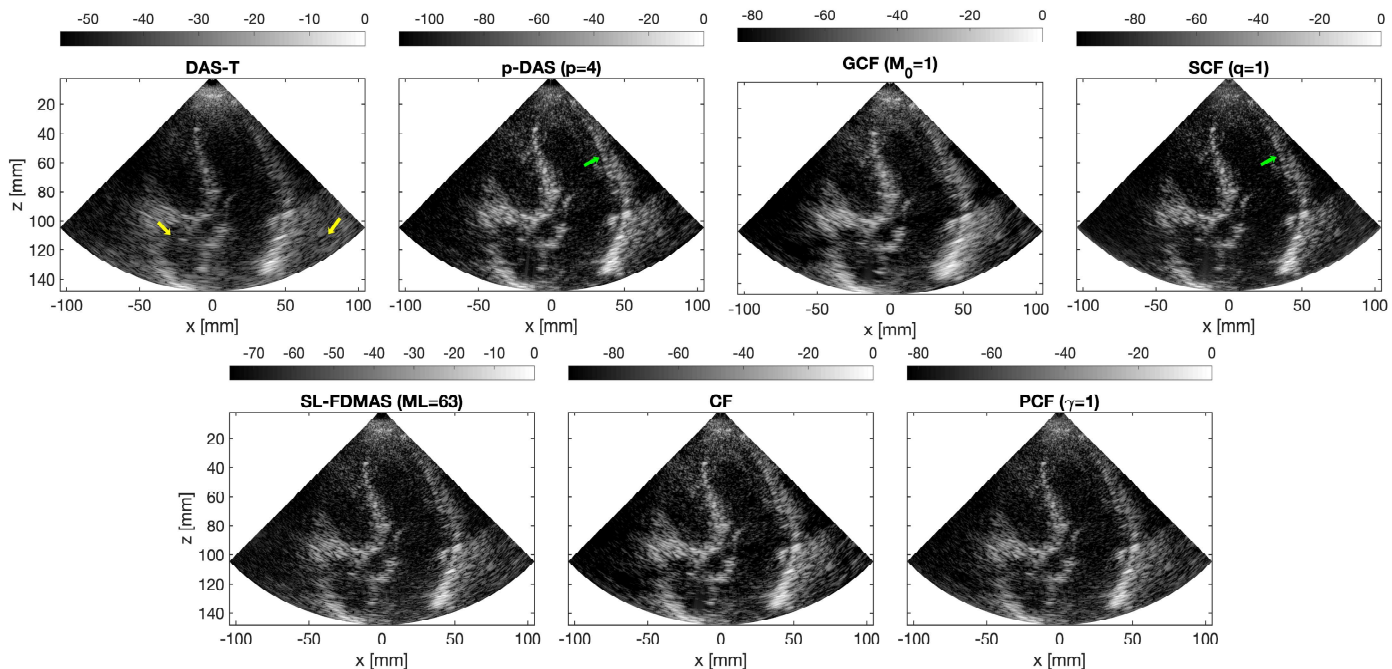 -50 -40 -30 -20 -10 0
-100 -80 -60 -40 -20 0
-80 -60 -40 -20 0
-80 -60 -40 -20 0
DAS-T
p-DAS (p=4)
GCF (M0=1)
SCF (q=1)
z [mm]
20
40
60
80
100
120
140
-100 -50 0 50 100
-100 -50 0 50 100
-100 -50 0 50 100
-100 -50 0 50 100
x [mm]
x [mm]
x [mm]
x [mm]
-70 -60 -50 -40 -30 -20 -10 0
-80 -60 -40 -20 0
-80 -60 -40 -20 0
SL-FDMAS (ML=63)
CF
PCF (γ=1)
z [mm]
20
40
60
80
100
120
140
-100 -50 0 50 100
-100 -50 0 50 100
-100 -50 0 50 100
x [mm]
x [mm]
x [mm]